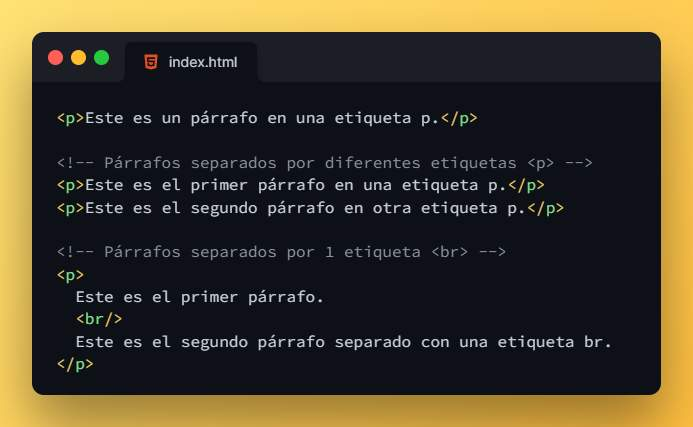 index.html
<p>Este es un párrafo en una etiqueta p.</p>
<!-- Párrafos separados por diferentes etiquetas <p> -->
<p>Este es el primer párrafo en una etiqueta p.</p>
<p>Este es el segundo párrafo en otra etiqueta p.</p>
<!-- Párrafos separados por 1 etiqueta <br> -->
<p>
Este es el primer párrafo.
<br/>
Este es el segundo párrafo separado con una etiqueta br.
</p>